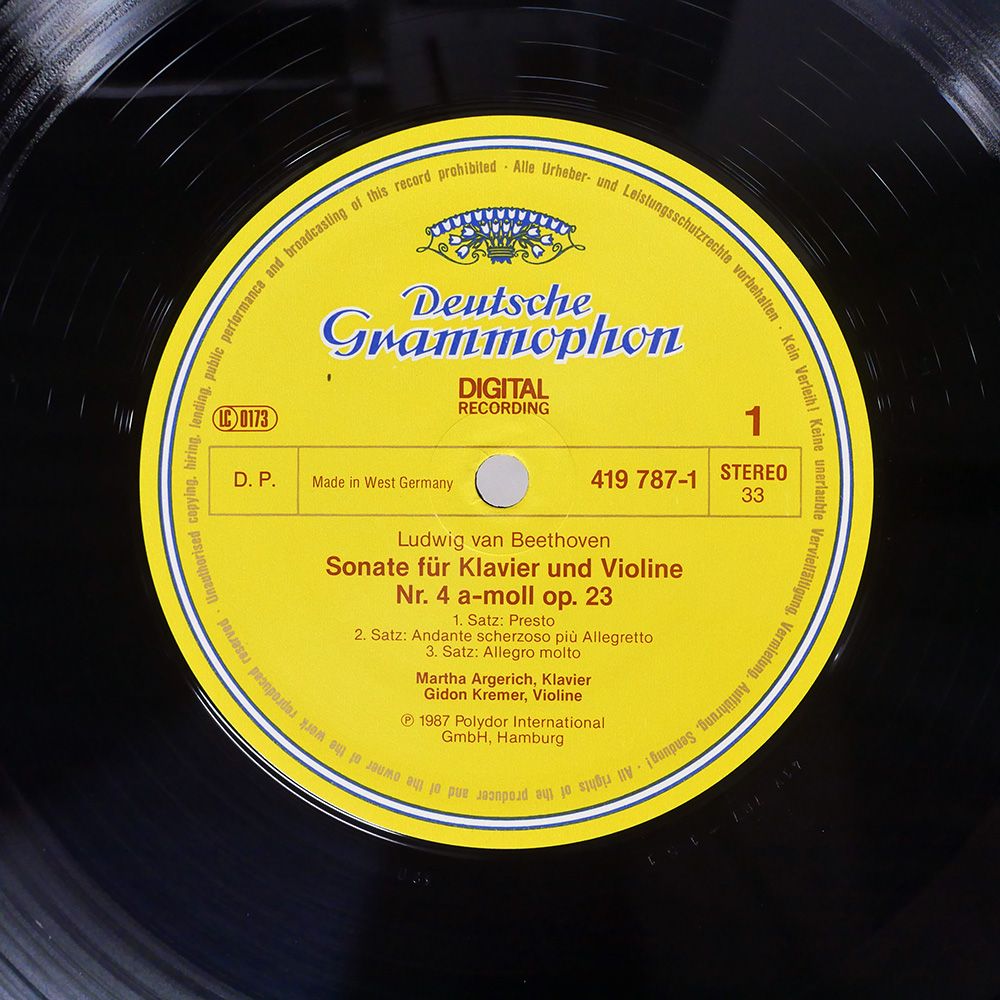 Unauthorised copying, hiring, lending, public performance and broadcasting of this record prohibited · Alle Urheber- und Leistungsschutzrechte vorbehalten · Kein Verleih! Keine unerlaubte Vervielfältigung, Vermietung, Aufführung, Sendung! · All rights of the producer and of the owner of the work reproduced reserved ·
Deutsche
Grammophon
DIGITAL
RECORDING
LC 0173
1
D. P.
Made in West Germany
419 787-1
STEREO
33
Ludwig van Beethoven
Sonate für Klavier und Violine
Nr. 4 a-moll op. 23
1. Satz: Presto
2. Satz: Andante scherzoso più Allegretto
3. Satz: Allegro molto
Martha Argerich, Klavier
Gidon Kremer, Violine
℗ 1987 Polydor International
GmbH, Hamburg